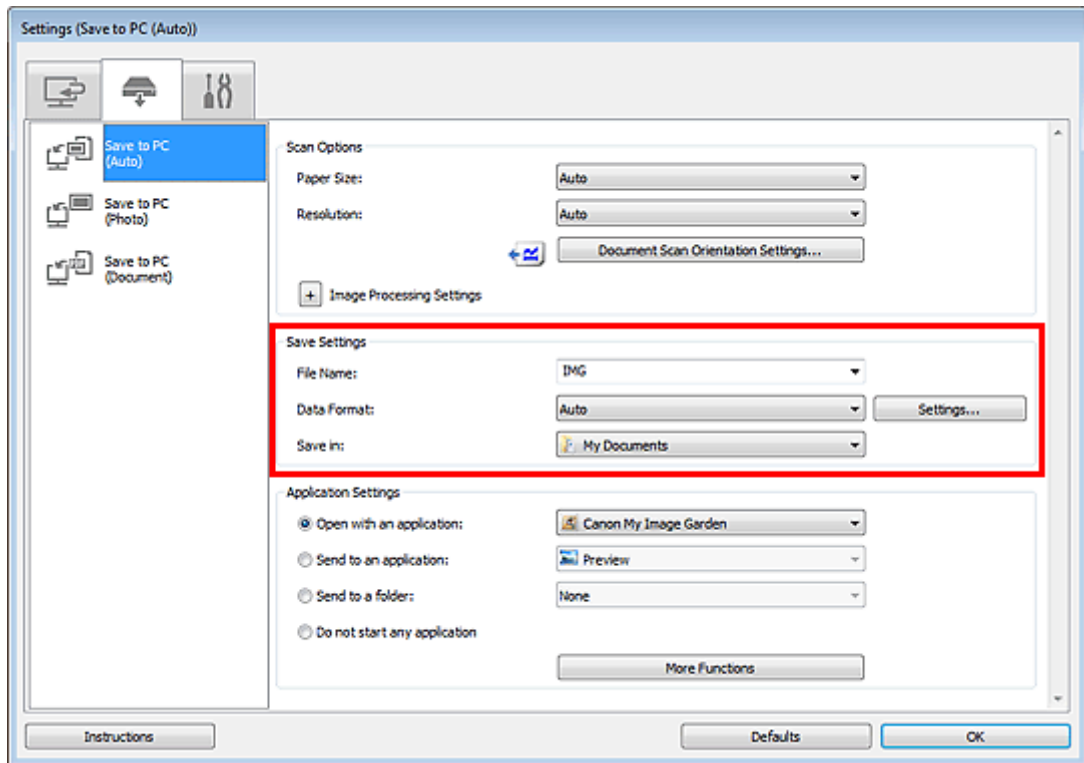 Settings (Save to PC (Auto))
Save to PC
(Auto)
Save to PC
(Photo)
Save to PC
(Document)
Scan Options
Paper Size: Auto
Resolution: Auto
Document Scan Orientation Settings...
+ Image Processing Settings
Save Settings
File Name: IMG
Data Format: Auto Settings...
Save in: My Documents
Application Settings
Open with an application: Canon My Image Garden
Send to an application: Preview
Send to a folder: None
Do not start any application
More Functions
Instructions Defaults OK